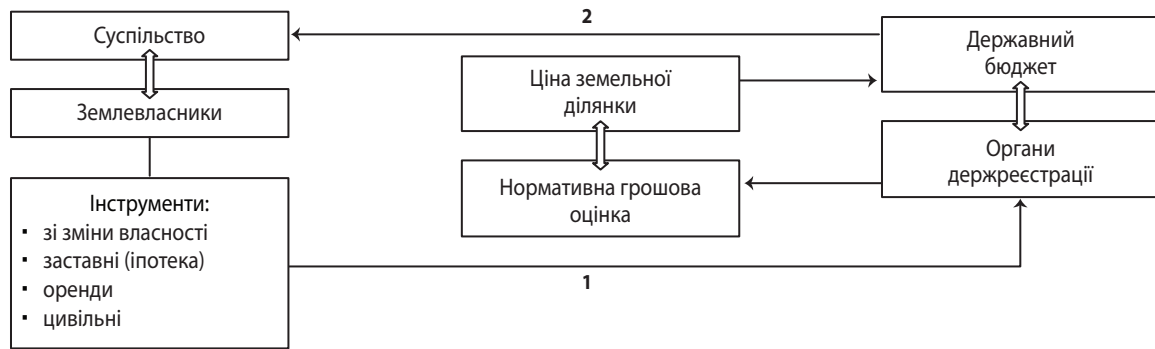 Суспільство
Землевласники
Інструменти:
▪ зі зміни власності
▪ заставні (іпотека)
▪ оренди
▪ цивільні
2
Ціна земельної
ділянки
Нормативна грошова
оцінка
1
Державний
бюджет
Органи
держреєстрації